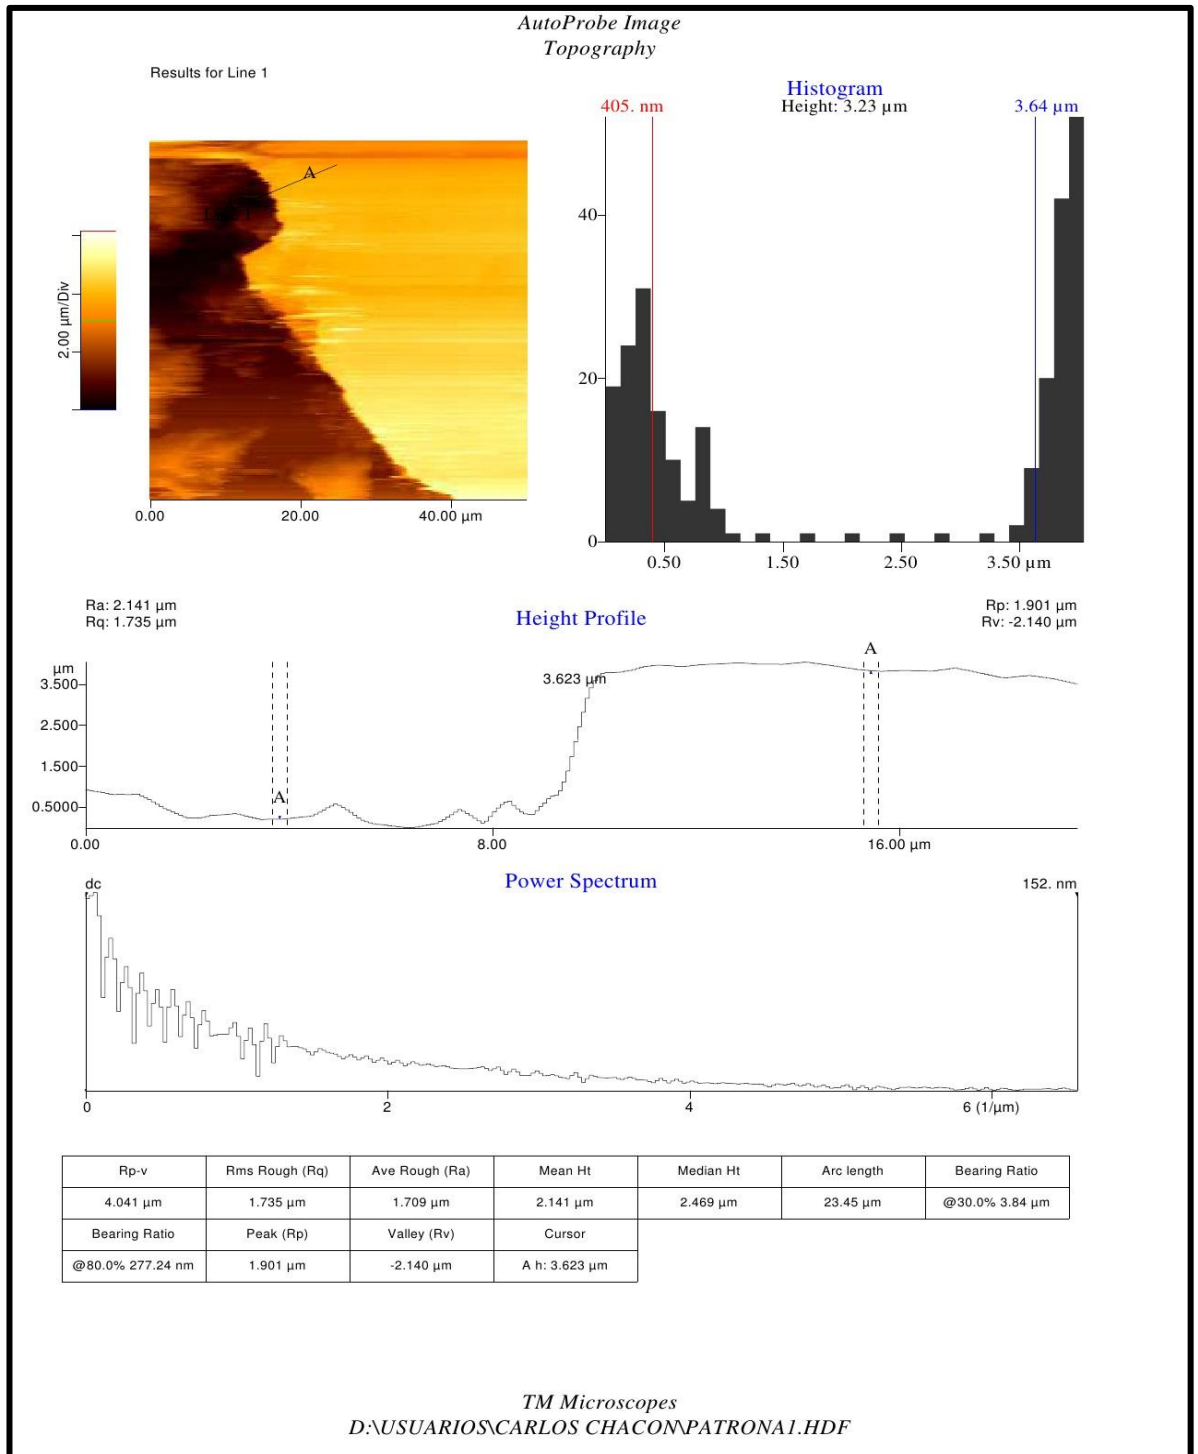 AutoProbe Image
Topography
Results for Line 1
Histogram
405. nm
Height: 3.23 µm
3.64 µm
A
2.00 µm/Div
40
20
0
0.00
20.00
40.00 µm
0.50
1.50
2.50
3.50 µm
Ra: 2.141 µm
Rq: 1.735 µm
Height Profile
Rp: 1.901 µm
Rv: -2.140 µm
A
µm
3.623 µm
3.500
2.500
1.500
0.5000
A
0.00
8.00
16.00 µm
dc
Power Spectrum
152. nm
0
2
4
6 (1/µm)
Rp-v Rms Rough (Rq) Ave Rough (Ra) Mean Ht Median Ht Arc length Bearing Ratio
4.041 µm 1.735 µm 1.709 µm 2.141 µm 2.469 µm 23.45 µm @30.0% 3.84 µm
Bearing Ratio Peak (Rp) Valley (Rv) Cursor
@80.0% 277.24 nm 1.901 µm -2.140 µm A h: 3.623 µm
TM Microscopes
D:\USUARIOS\CARLOS CHACON\PATRONA1.HDF